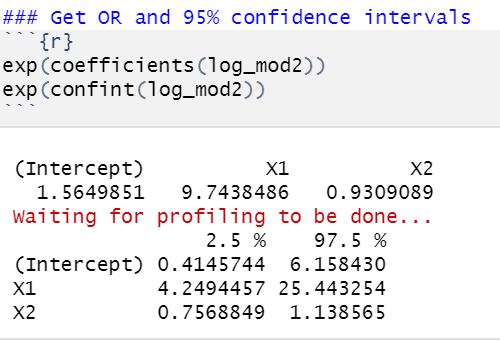 ### Get OR and 95% confidence intervals
```{r}
exp(coefficients(log_mod2))
exp(confint(log_mod2))
```
(Intercept) X1 X2
1.5649851 9.7438486 0.9309089
Waiting for profiling to be done...
2.5 % 97.5 %
(Intercept) 0.4145744 6.158430
X1 4.2494457 25.443254
X2 0.7568849 1.138565